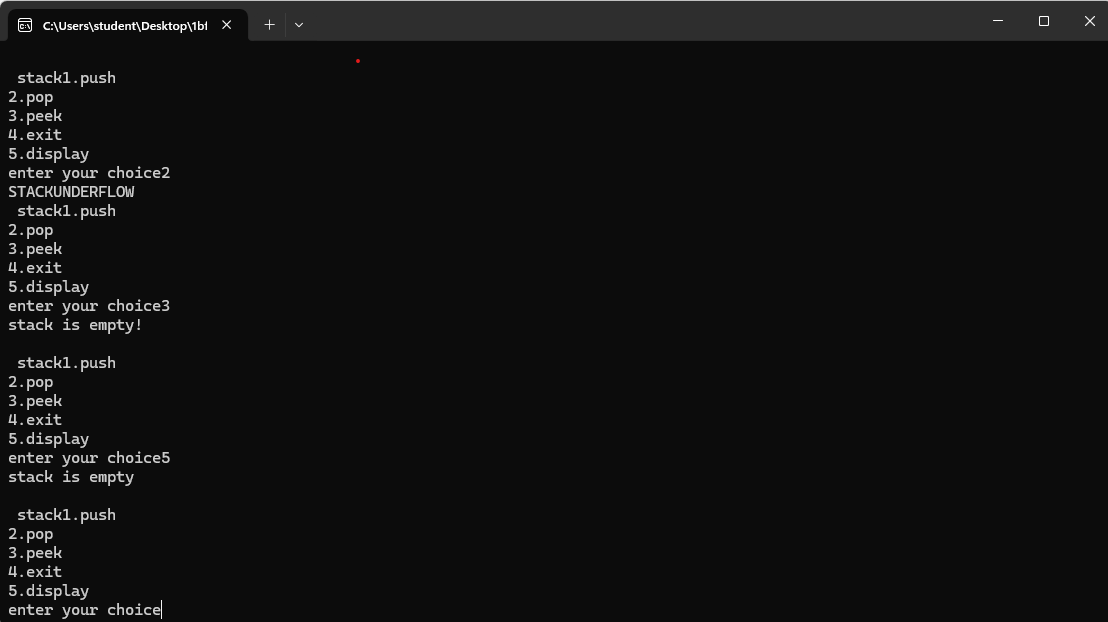 C:\Users\student\Desktop\1bf
stack1.push
2.pop
3.peek
4.exit
5.display
enter your choice2
STACKUNDERFLOW
stack1.push
2.pop
3.peek
4.exit
5.display
enter your choice3
stack is empty!
stack1.push
2.pop
3.peek
4.exit
5.display
enter your choice5
stack is empty
stack1.push
2.pop
3.peek
4.exit
5.display
enter your choice